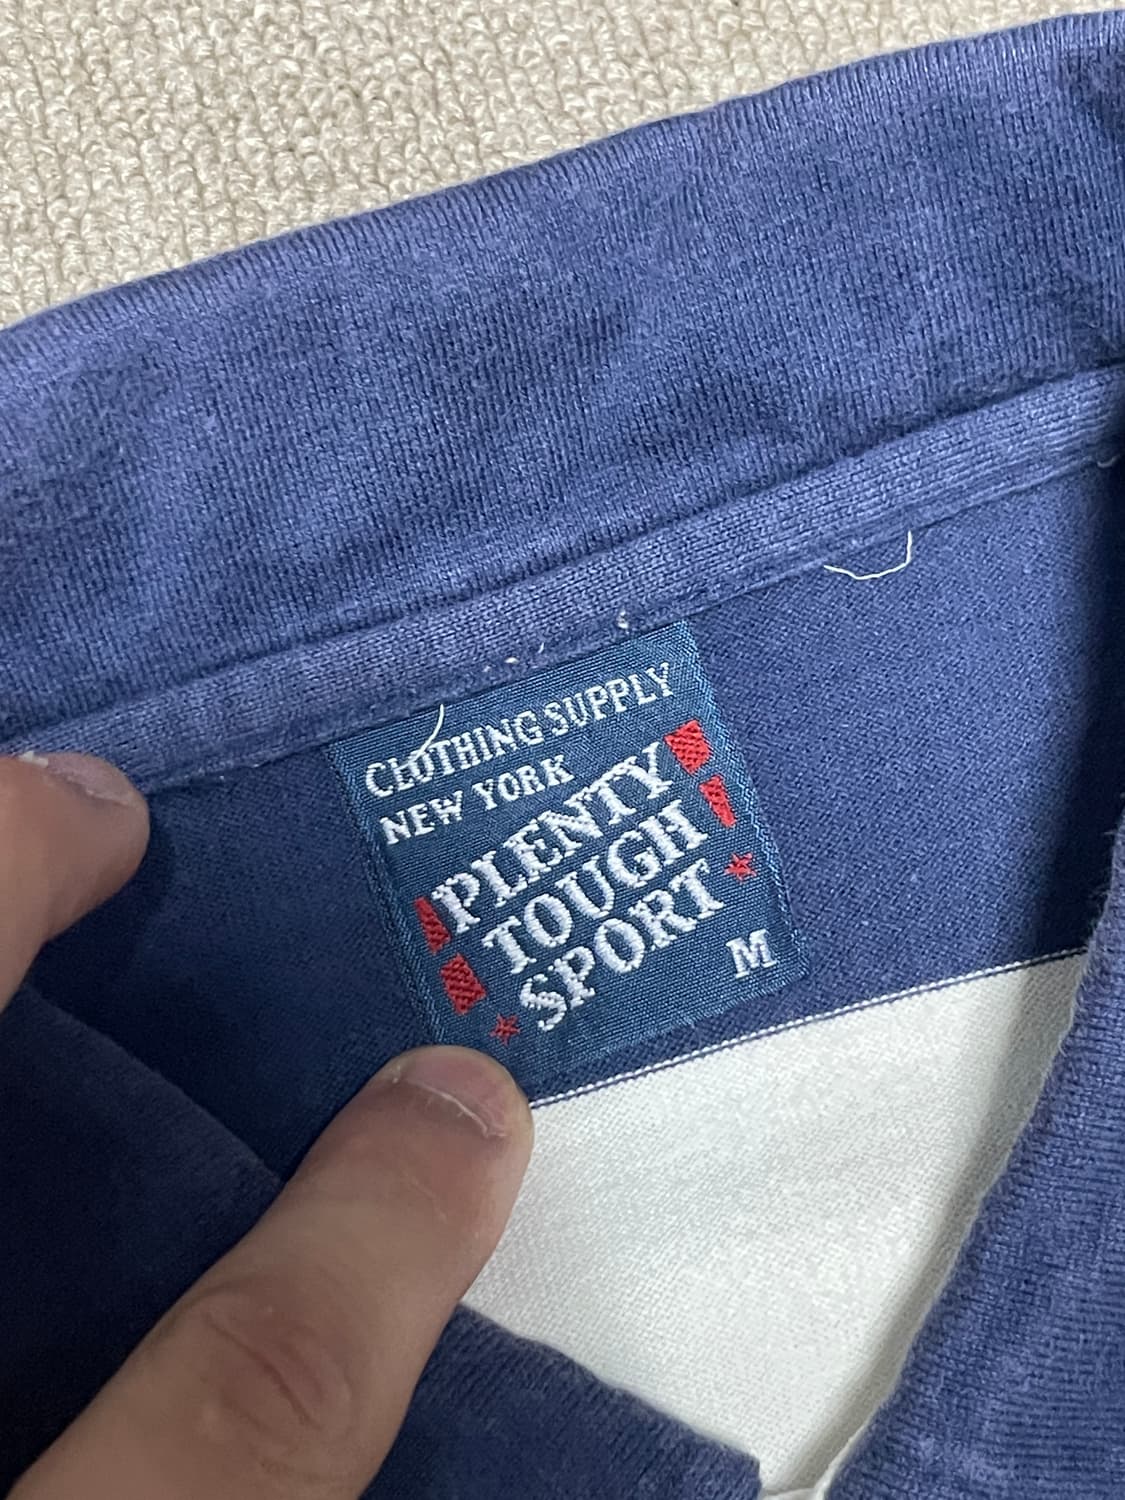 CLOTHING SUPPLY
NEW YORK
PLENTY
TOUGH
SPORT
M